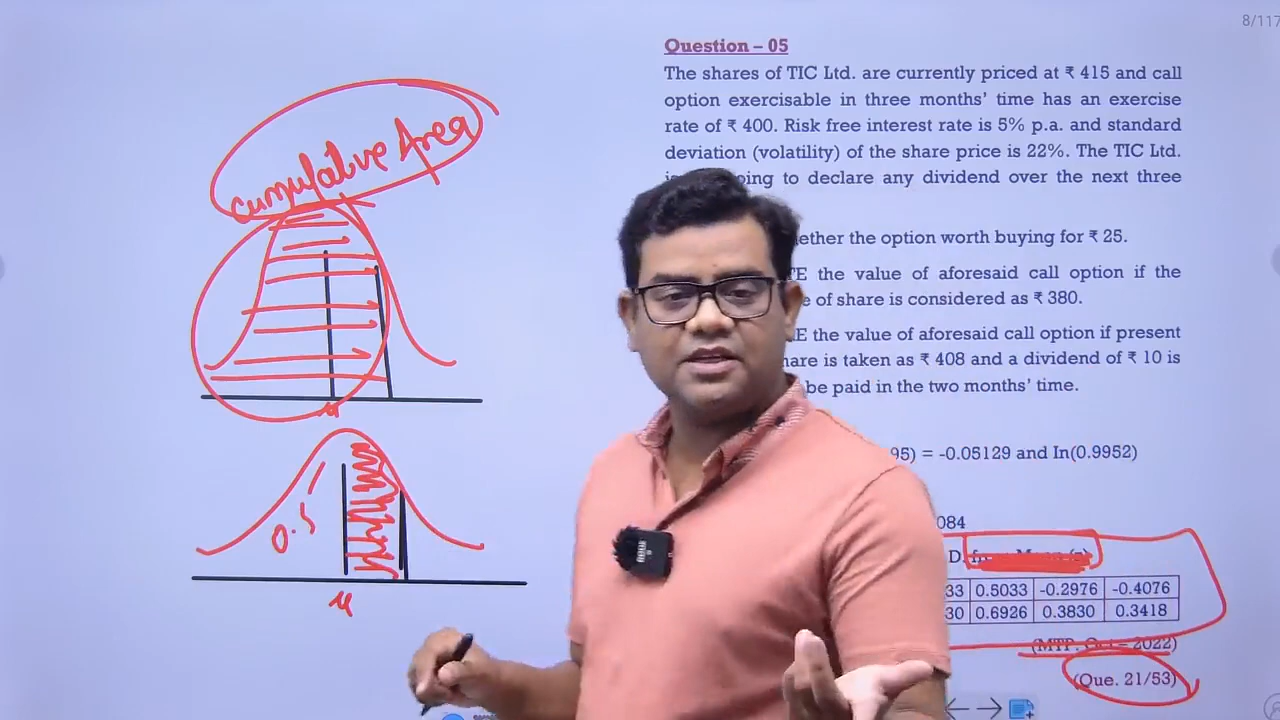 8/117
Question – 05
The shares of TIC Ltd. are currently priced at ₹ 415 and call
option exercisable in three months' time has an exercise
rate of ₹ 400. Risk free interest rate is 5% p.a. and standard
deviation (volatility) of the share price is 22%. The TIC Ltd.
to declare any dividend over the next three
the option worth buying for ₹ 25.
the value of aforesaid call option if the
of share is considered as ₹ 380.
the value of aforesaid call option if present
is taken as ₹ 408 and a dividend of ₹ 10 is
be paid in the two months' time.
= -0.05129 and In(0.9952)
084
D. from Mean (z)
33 0.5033 -0.2976 -0.4076
30 0.6926 0.3830 0.3418
(MTP: Oct – 2022)
(Que. 21/53)
Cumulative Area
μ
0.5
μ